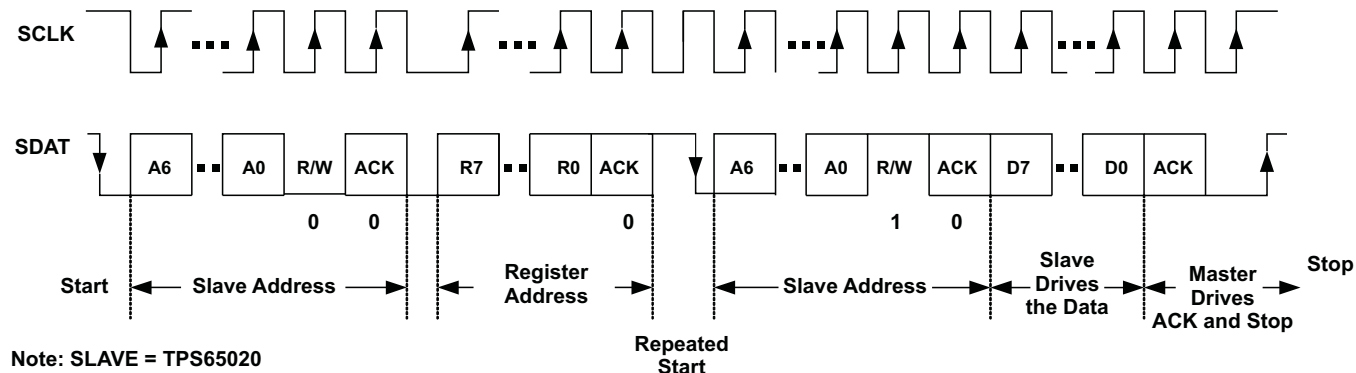 SCLK
SDAT
A6 A0 R/W ACK R7 R0 ACK A6 A0 R/W ACK D7 D0 ACK
0 0 0 1 0
Start
Slave Address
Register
Address
Repeated
Start
Slave Address
Slave
Drives
the Data
Master
Drives
ACK and Stop
Stop
Note: SLAVE = TPS65020